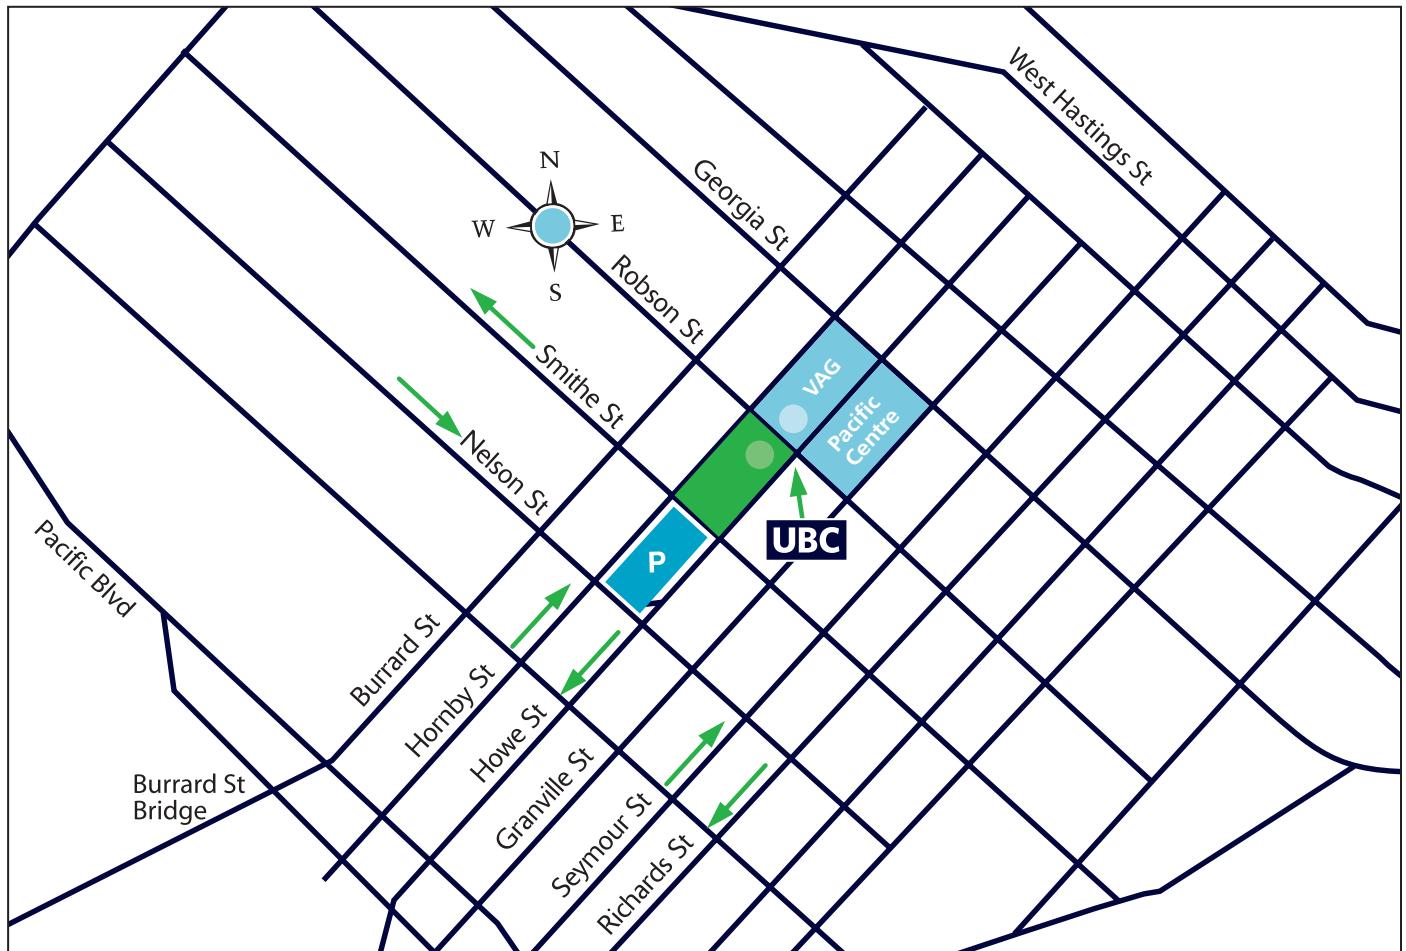 West Hastings St
Georgia St
N
W
E
S
Robson St
Smithe St
Nelson St
VAG
Pacific
Centre
UBC
P
Pacific Blvd
Burrard St
Hornby St
Howe St
Granville St
Seymour St
Richards St
Burrard St
Bridge